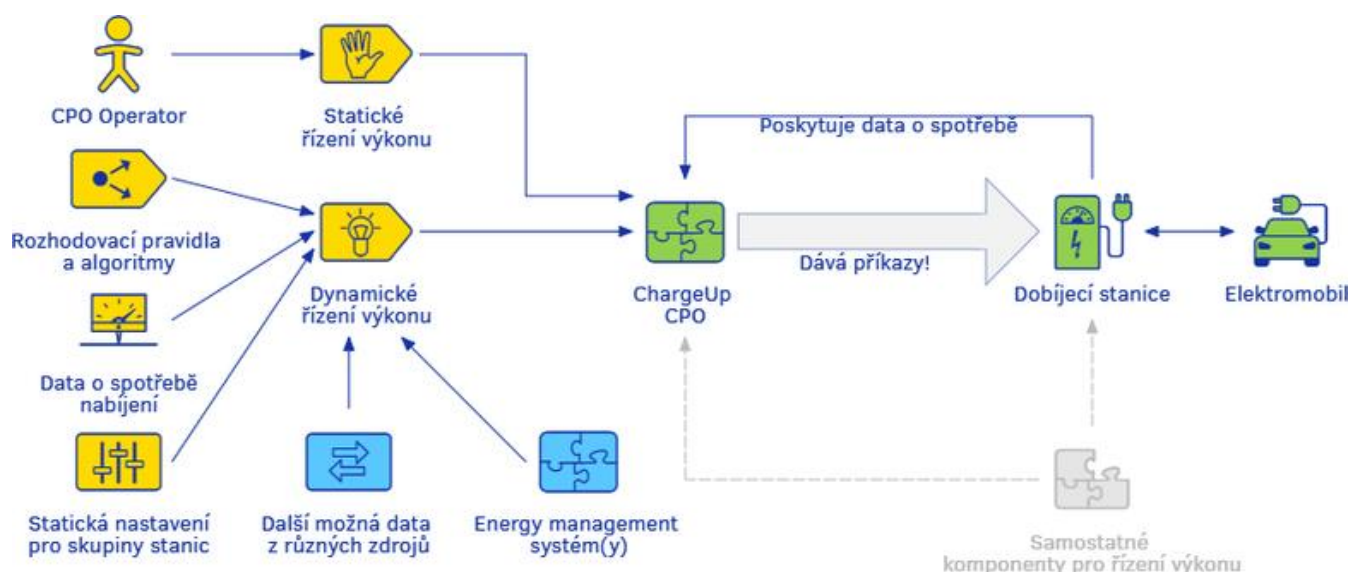 CPO Operator
Statické
řízení výkonu
Poskytuje data o spotřebě
Rozhodovací pravidla
a algoritmy
Dynamické
řízení výkonu
ChargeUp
CPO
Dává příkazy!
Dobíjecí stanice
Elektromobil
Data o spotřebě
nabíjení
Statická nastavení
pro skupiny stanic
Další možná data
z různých zdrojů
Energy management
systém(y)
Samostatné
komponenty pro řízení výkonu